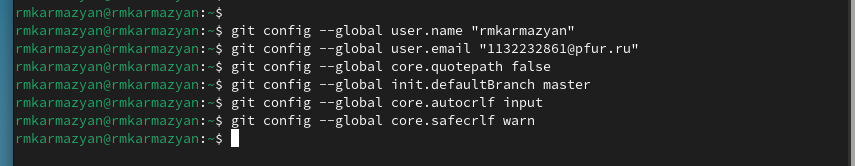 rmkarmazyan@rmkarmazyan:~$
rmkarmazyan@rmkarmazyan:~$ git config --global user.name "rmkarmazyan"
rmkarmazyan@rmkarmazyan:~$ git config --global user.email "1132232861@pfur.ru"
rmkarmazyan@rmkarmazyan:~$ git config --global core.quotepath false
rmkarmazyan@rmkarmazyan:~$ git config --global init.defaultBranch master
rmkarmazyan@rmkarmazyan:~$ git config --global core.autocrlf input
rmkarmazyan@rmkarmazyan:~$ git config --global core.safecrlf warn
rmkarmazyan@rmkarmazyan:~$